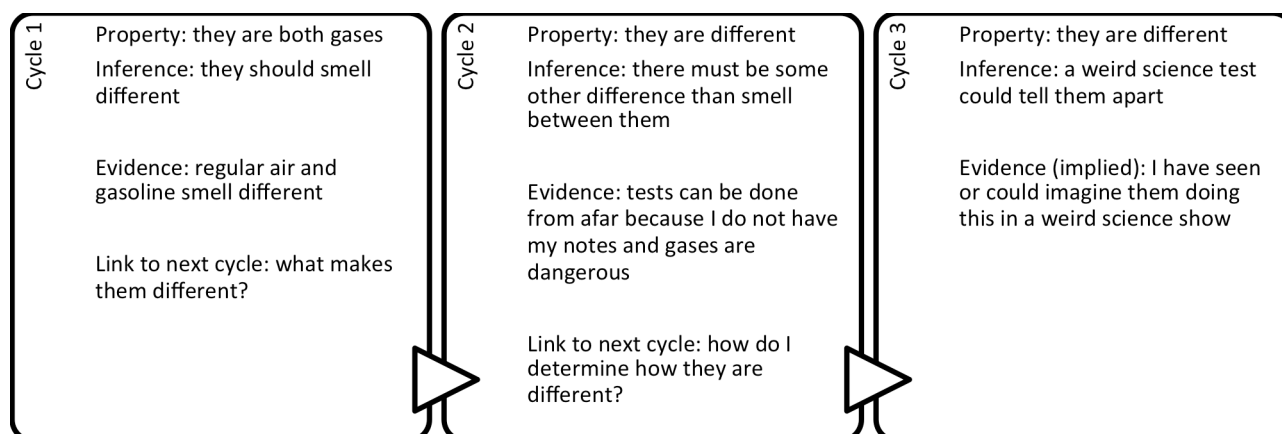 Cycle 1
Property: they are both gases
Inference: they should smell
different
Evidence: regular air and
gasoline smell different
Link to next cycle: what makes
them different?
Cycle 2
Property: they are different
Inference: there must be some
other difference than smell
between them
Evidence: tests can be done
from afar because I do not have
my notes and gases are
dangerous
Link to next cycle: how do I
determine how they are
different?
Cycle 3
Property: they are different
Inference: a weird science test
could tell them apart
Evidence (implied): I have seen
or could imagine them doing
this in a weird science show